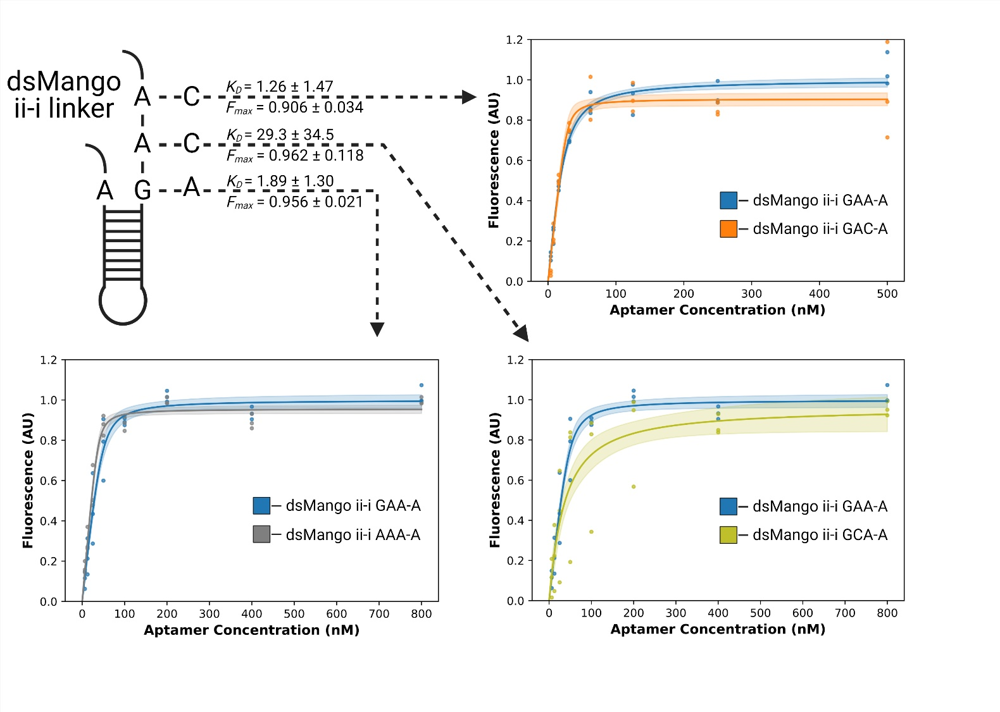 dsMango
ii-i linker
A C
K_D = 1.26 ± 1.47
F_max = 0.906 ± 0.034
A C
K_D = 29.3 ± 34.5
F_max = 0.962 ± 0.118
A G A
K_D = 1.89 ± 1.30
F_max = 0.956 ± 0.021
1.2
1.0
0.8
0.6
0.4
0.2
0.0
Fluorescence (AU)
dsMango ii-i GAA-A
dsMango ii-i GAC-A
0 100 200 300 400 500
Aptamer Concentration (nM)
1.2
1.0
0.8
0.6
0.4
0.2
0.0
Fluorescence (AU)
dsMango ii-i GAA-A
dsMango ii-i AAA-A
0 100 200 300 400 500 600 700 800
Aptamer Concentration (nM)
1.2
1.0
0.8
0.6
0.4
0.2
0.0
Fluorescence (AU)
dsMango ii-i GAA-A
dsMango ii-i GCA-A
0 100 200 300 400 500 600 700 800
Aptamer Concentration (nM)